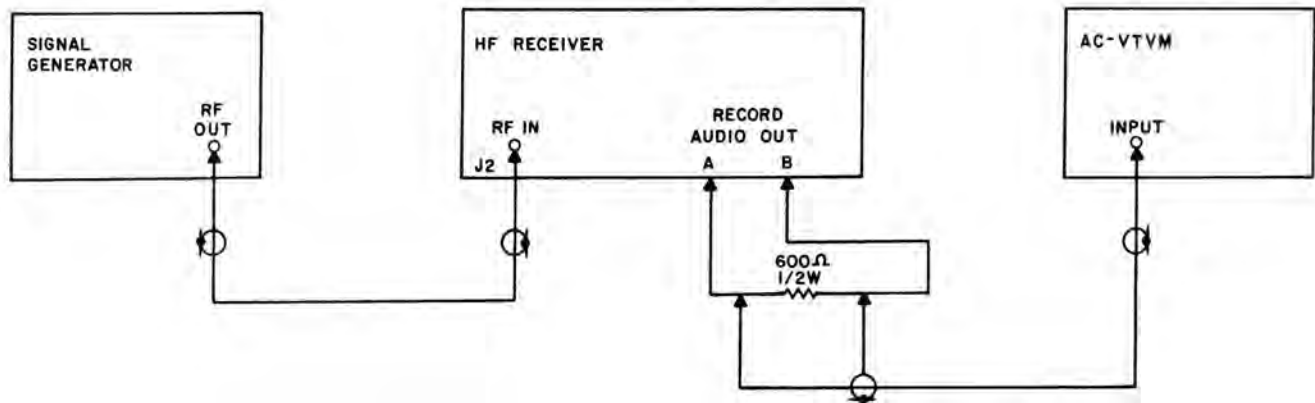 SIGNAL
GENERATOR
RF
OUT
HF RECEIVER
RF IN
J2
RECORD
AUDIO OUT
A B
600Ω
1/2W
AC-VTVM
INPUT